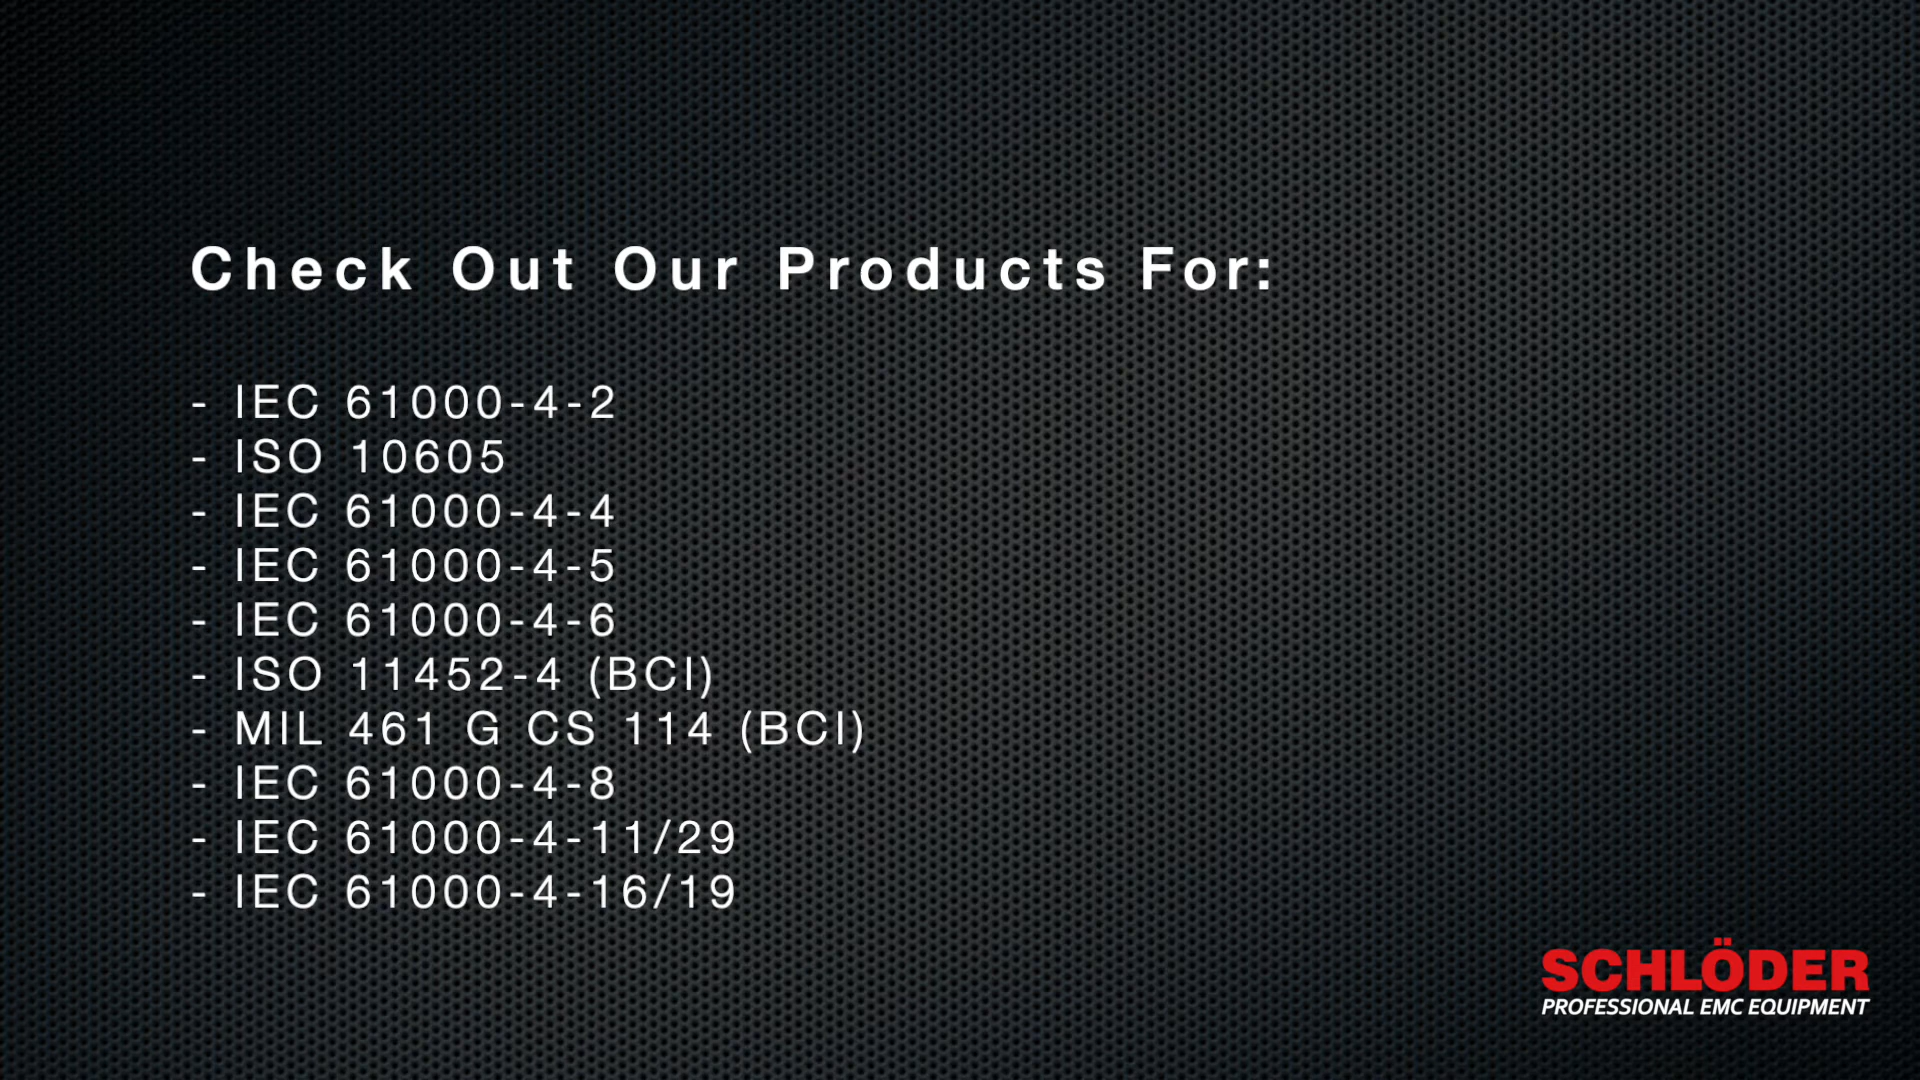 Check Out Our Products For:
- IEC 61000-4-2
- ISO 10605
- IEC 61000-4-4
- IEC 61000-4-5
- IEC 61000-4-6
- ISO 11452-4 (BCI)
- MIL 461 G CS 114 (BCI)
- IEC 61000-4-8
- IEC 61000-4-11/29
- IEC 61000-4-16/19
SCHLÖDER
PROFESSIONAL EMC EQUIPMENT